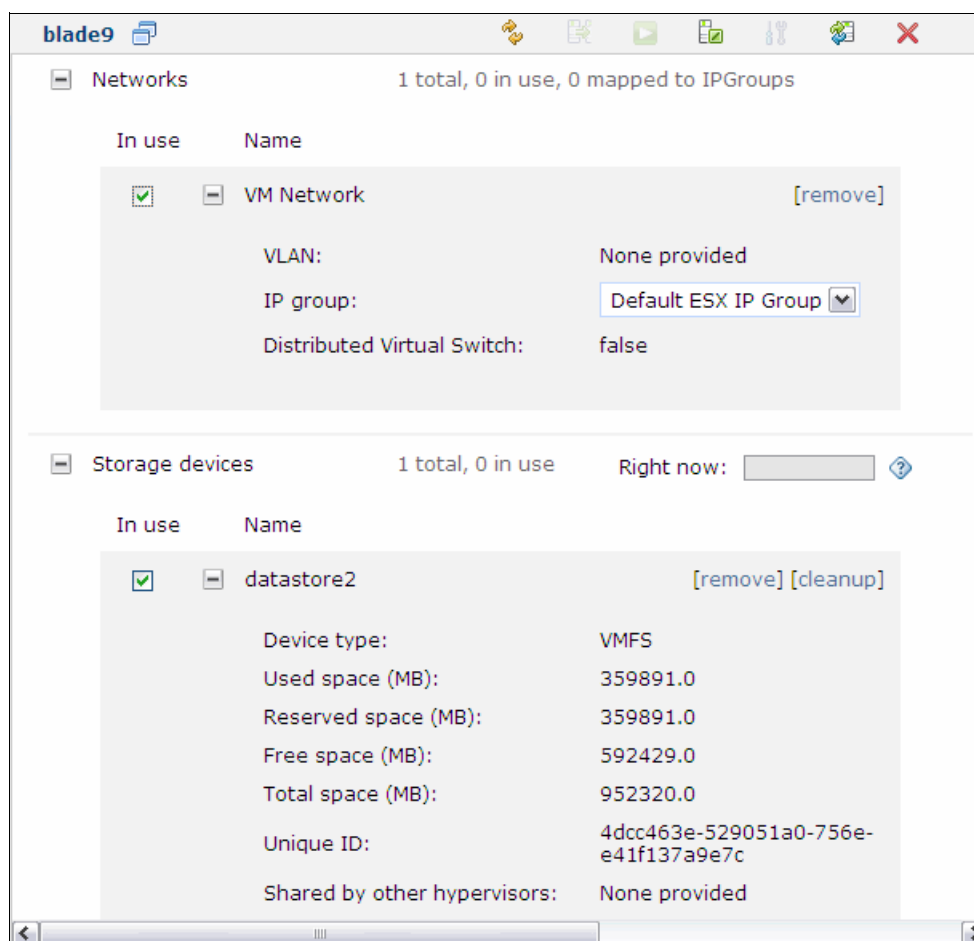 blade9
Networks 1 total, 0 in use, 0 mapped to IPGroups
In use Name
VM Network [remove]
VLAN: None provided
IP group: Default ESX IP Group
Distributed Virtual Switch: false
Storage devices 1 total, 0 in use Right now:
In use Name
datastore2 [remove] [cleanup]
Device type: VMFS
Used space (MB): 359891.0
Reserved space (MB): 359891.0
Free space (MB): 592429.0
Total space (MB): 952320.0
Unique ID: 4dcc463e-529051a0-756e-
e41f137a9e7c
Shared by other hypervisors: None provided